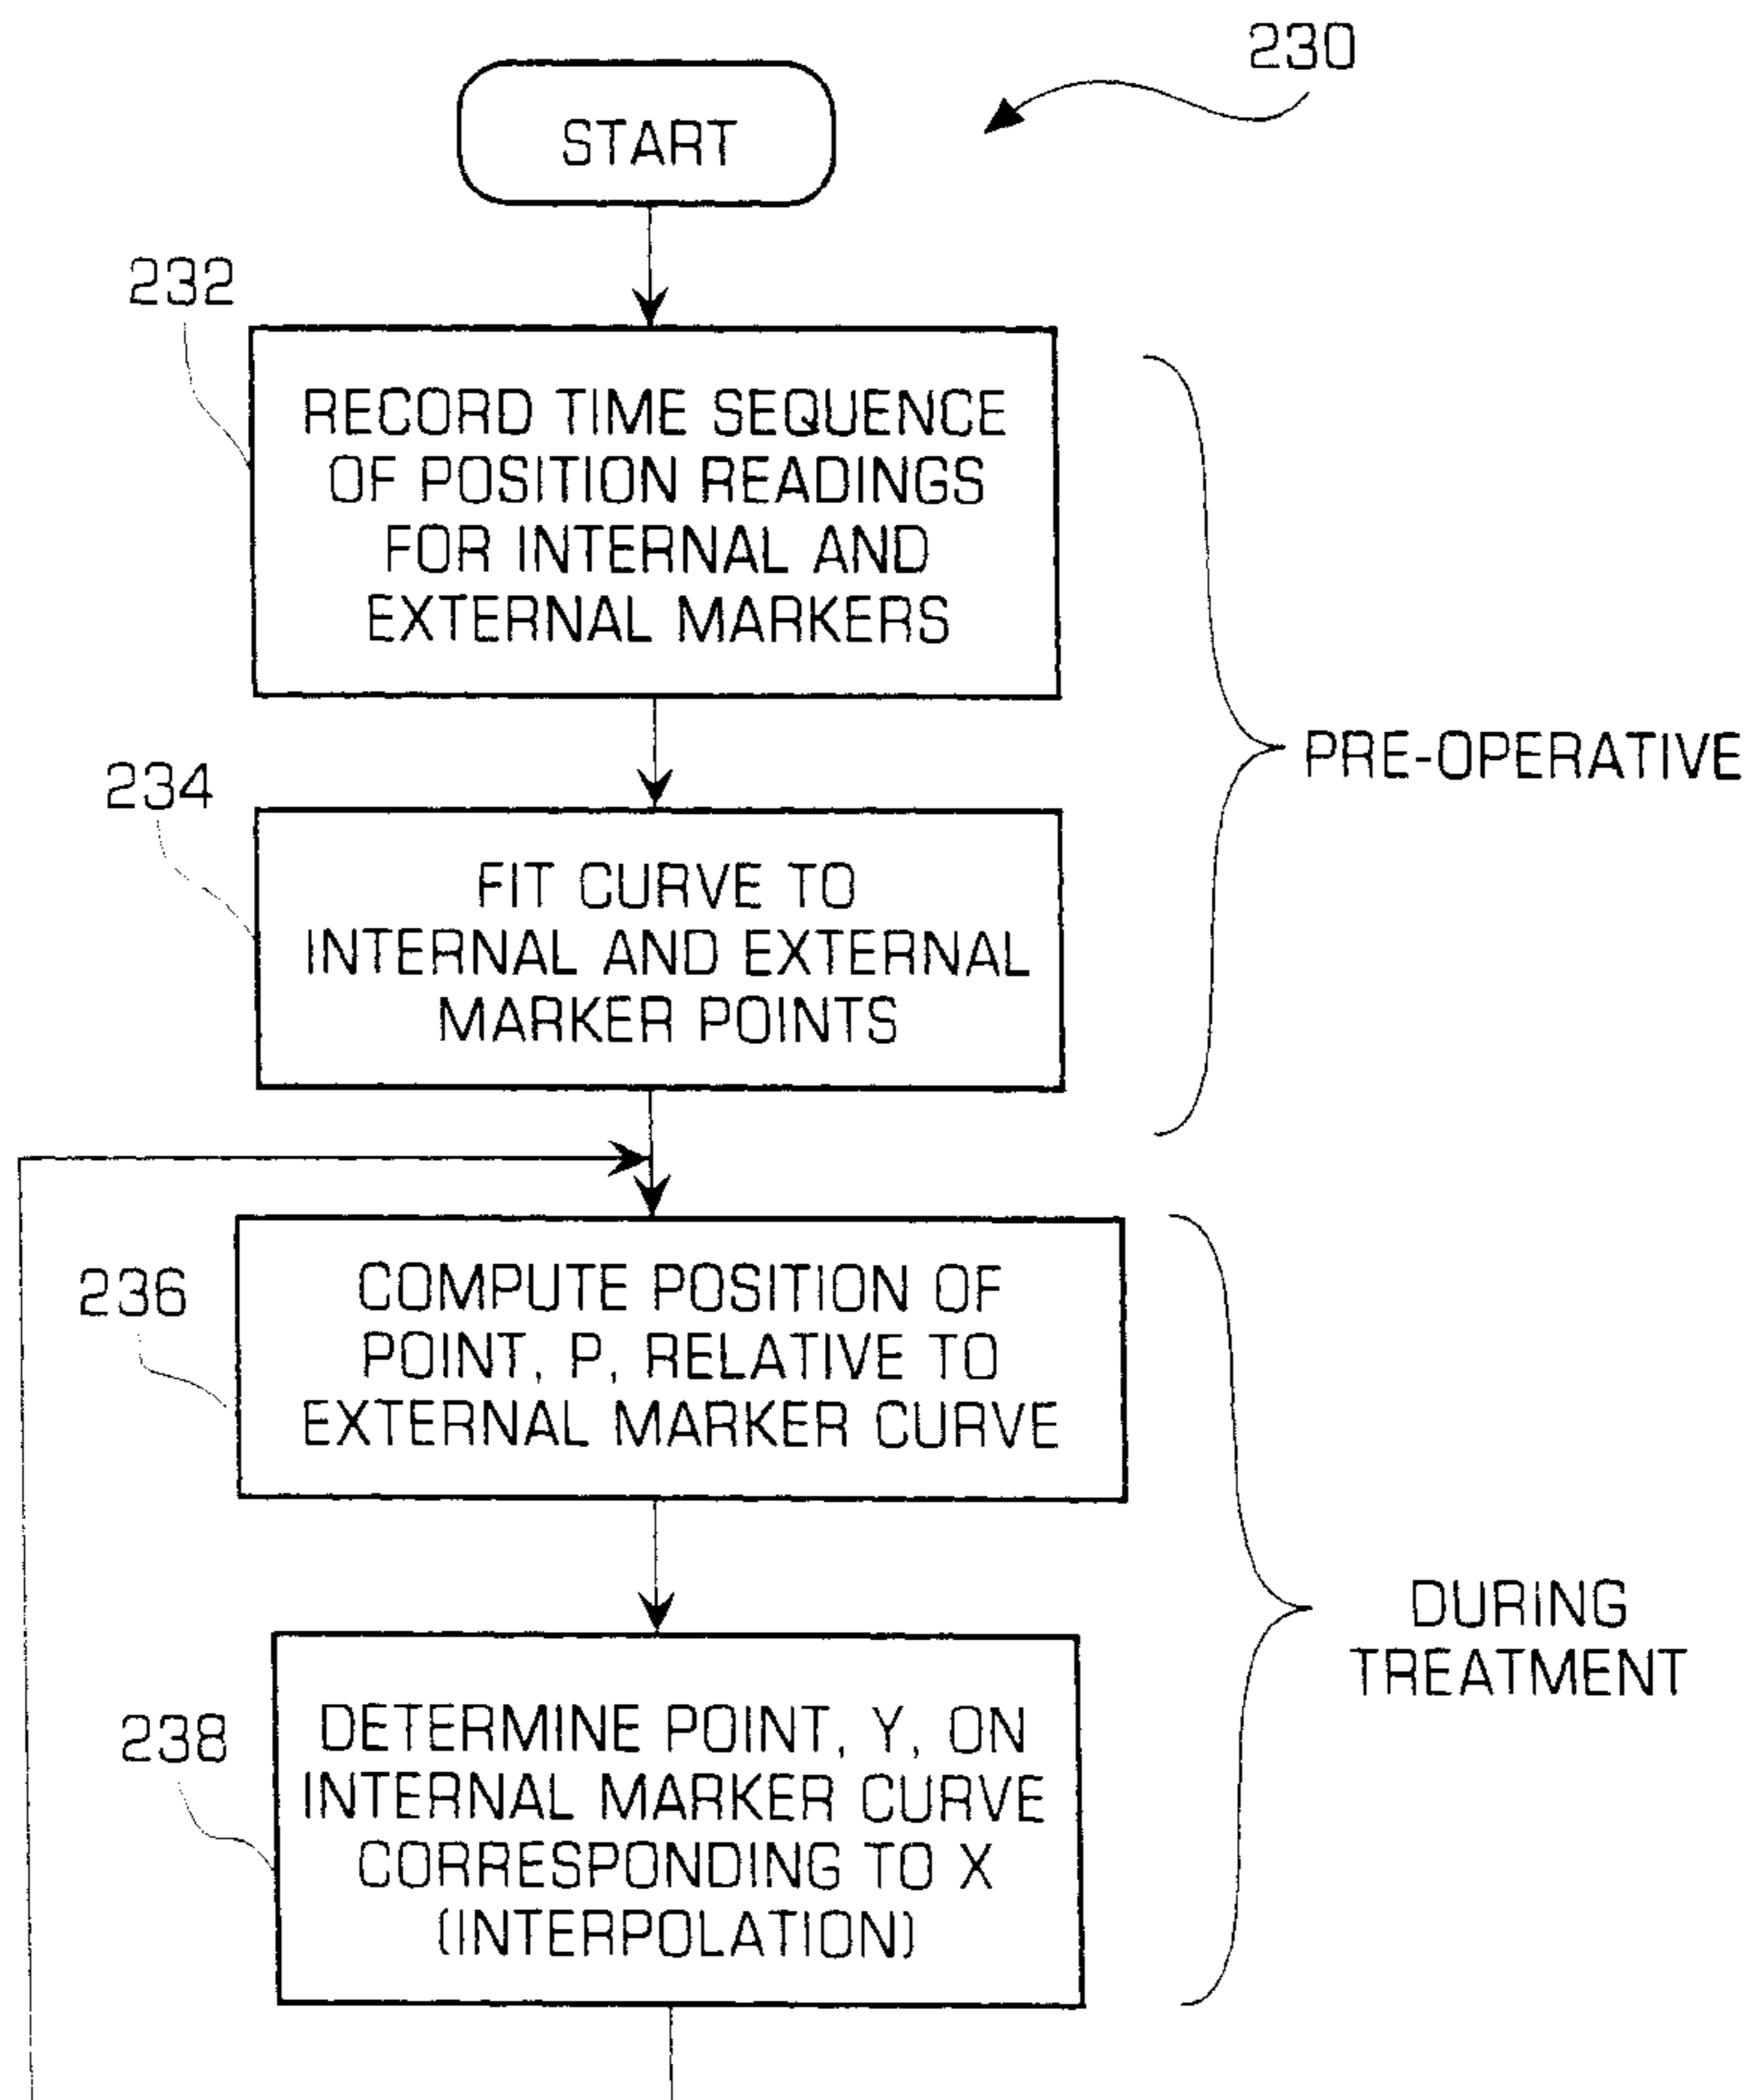 230
START
232
RECORD TIME SEQUENCE
OF POSITION READINGS
FOR INTERNAL AND
EXTERNAL MARKERS
PRE-OPERATIVE
234
FIT CURVE TO
INTERNAL AND EXTERNAL
MARKER POINTS
236
COMPUTE POSITION OF
POINT, P, RELATIVE TO
EXTERNAL MARKER CURVE
DURING
TREATMENT
238
DETERMINE POINT, Y, ON
INTERNAL MARKER CURVE
CORRESPONDING TO X
(INTERPOLATION)